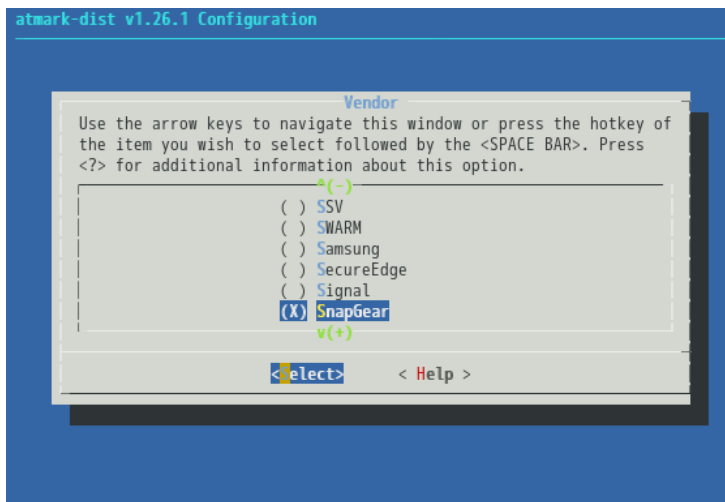 atmark-dist v1.26.1 Configuration
Vendor
Use the arrow keys to navigate this window or press the hotkey of
the item you wish to select followed by the <SPACE BAR>. Press
<?> for additional information about this option.
^(-)
( ) SSV
( ) SWARM
( ) Samsung
( ) SecureEdge
( ) Signal
(X) SnapGear
v(+)
<Select> < Help >